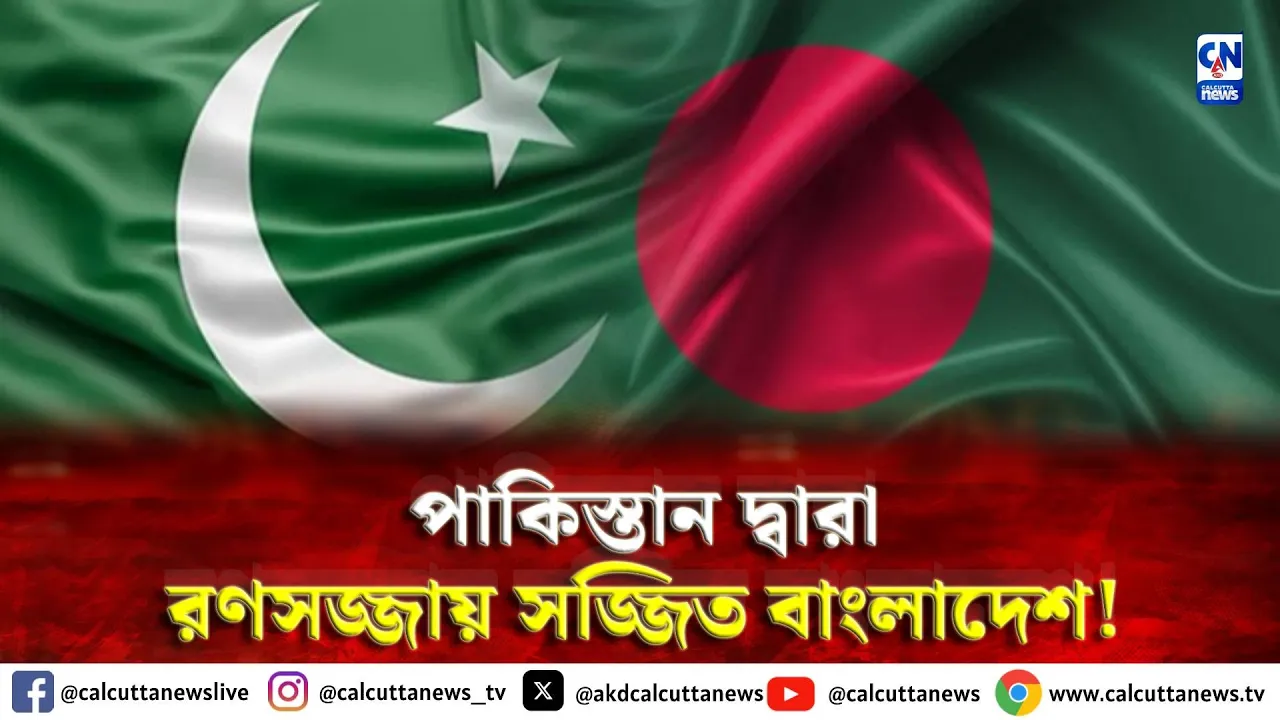 CN
CALCUTTA
news
পাকিস্তান দ্বারা
রণসজ্জায় সজ্জিত বাংলাদেশ!
@calcuttanewslive @calcuttanews_tv @akdcalcuttanews @calcuttanews www.calcuttanews.tv